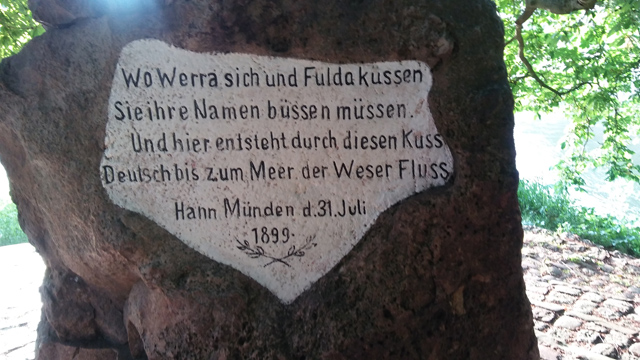 Wo Werra sich und Fulda küssen
Sie ihre Namen büssen müssen.
Und hier entsteht durch diesen Kuss
Deutsch bis zum Meer der Weser Fluss.
Hann Münden d.31. Juli
1899.